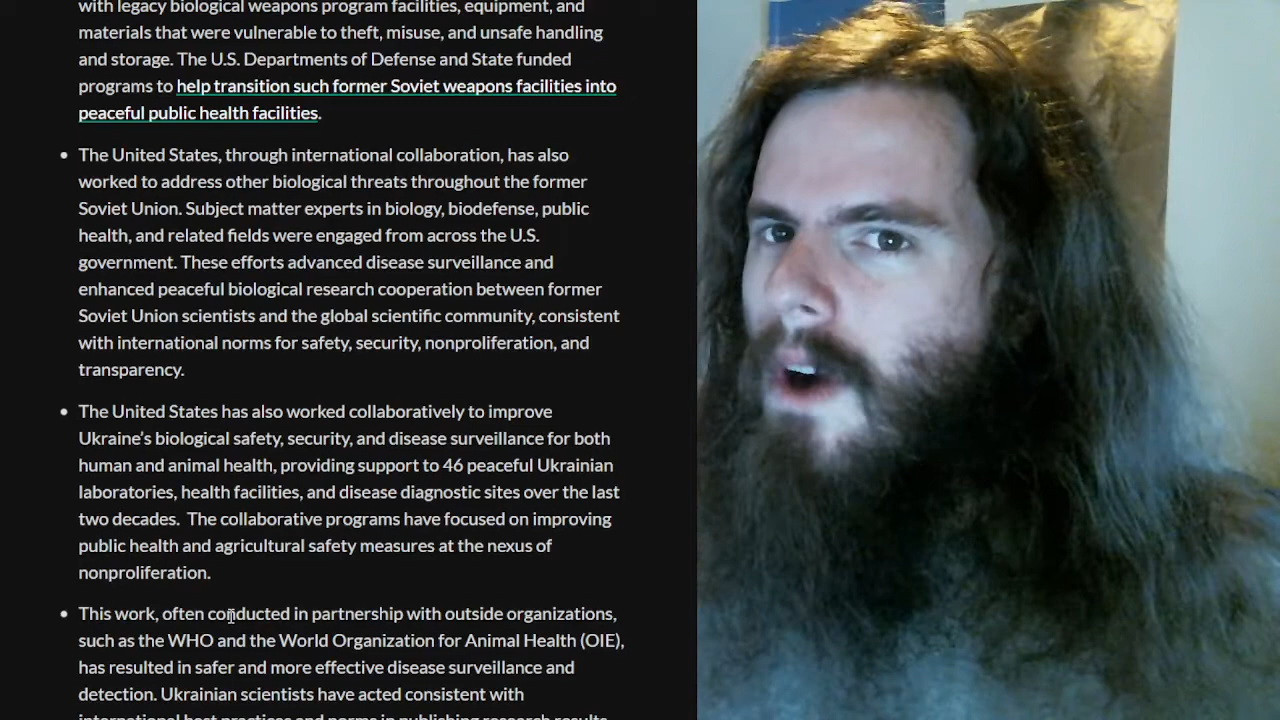 with legacy biological weapons program facilities, equipment, and
materials that were vulnerable to theft, misuse, and unsafe handling
and storage. The U.S. Departments of Defense and State funded
programs to help transition such former Soviet weapons facilities into
peaceful public health facilities.
The United States, through international collaboration, has also
worked to address other biological threats throughout the former
Soviet Union. Subject matter experts in biology, biodefense, public
health, and related fields were engaged from across the U.S.
government. These efforts advanced disease surveillance and
enhanced peaceful biological research cooperation between former
Soviet Union scientists and the global scientific community, consistent
with international norms for safety, security, nonproliferation, and
transparency.
The United States has also worked collaboratively to improve
Ukraine’s biological safety, security, and disease surveillance for both
human and animal health, providing support to 46 peaceful Ukrainian
laboratories, health facilities, and disease diagnostic sites over the last
two decades.  The collaborative programs have focused on improving
public health and agricultural safety measures at the nexus of
nonproliferation.
This work, often conducted in partnership with outside organizations,
such as the WHO and the World Organization for Animal Health (OIE),
has resulted in safer and more effective disease surveillance and
detection. Ukrainian scientists have acted consistent with
international best practices and norms in publishing research results,